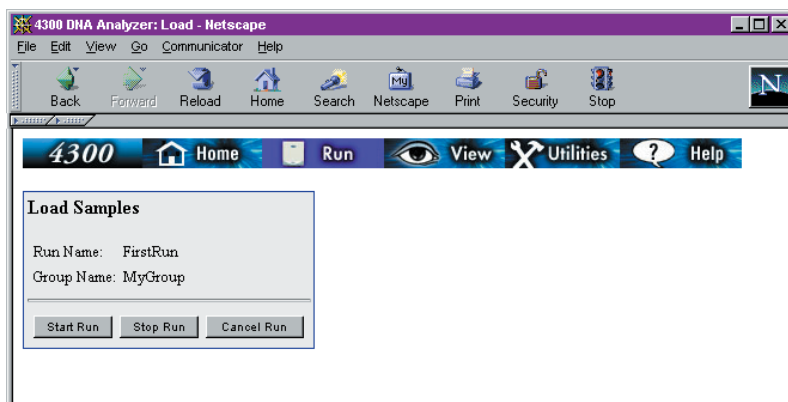 4300 DNA Analyzer: Load - Netscape
File Edit View Go Communicator Help
Back Forward Reload Home Search Netscape Print Security Stop
My
N
4300 Home Run View Utilities ? Help
Load Samples
Run Name: FirstRun
Group Name: MyGroup
Start Run Stop Run Cancel Run